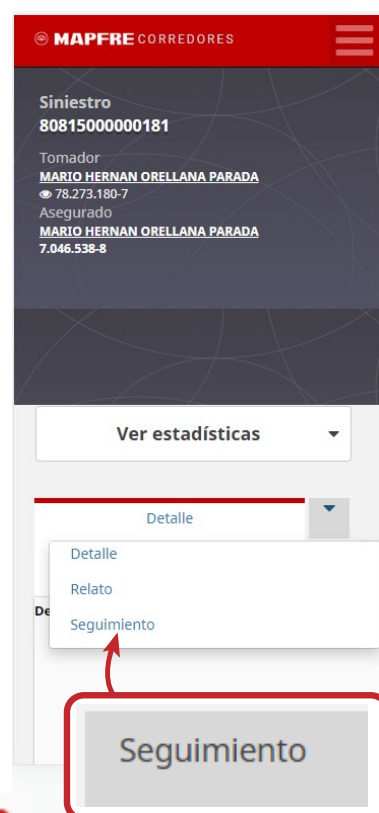 MAPFRE CORREDORES
Siniestro
80815000000181
Tomador
MARIO HERNAN ORELLANA PARADA
78.273.180-7
Asegurado
MARIO HERNAN ORELLANA PARADA
7.046.538-8
Ver estadísticas
Detalle
Detalle
Relato
De
Seguimiento
Seguimiento